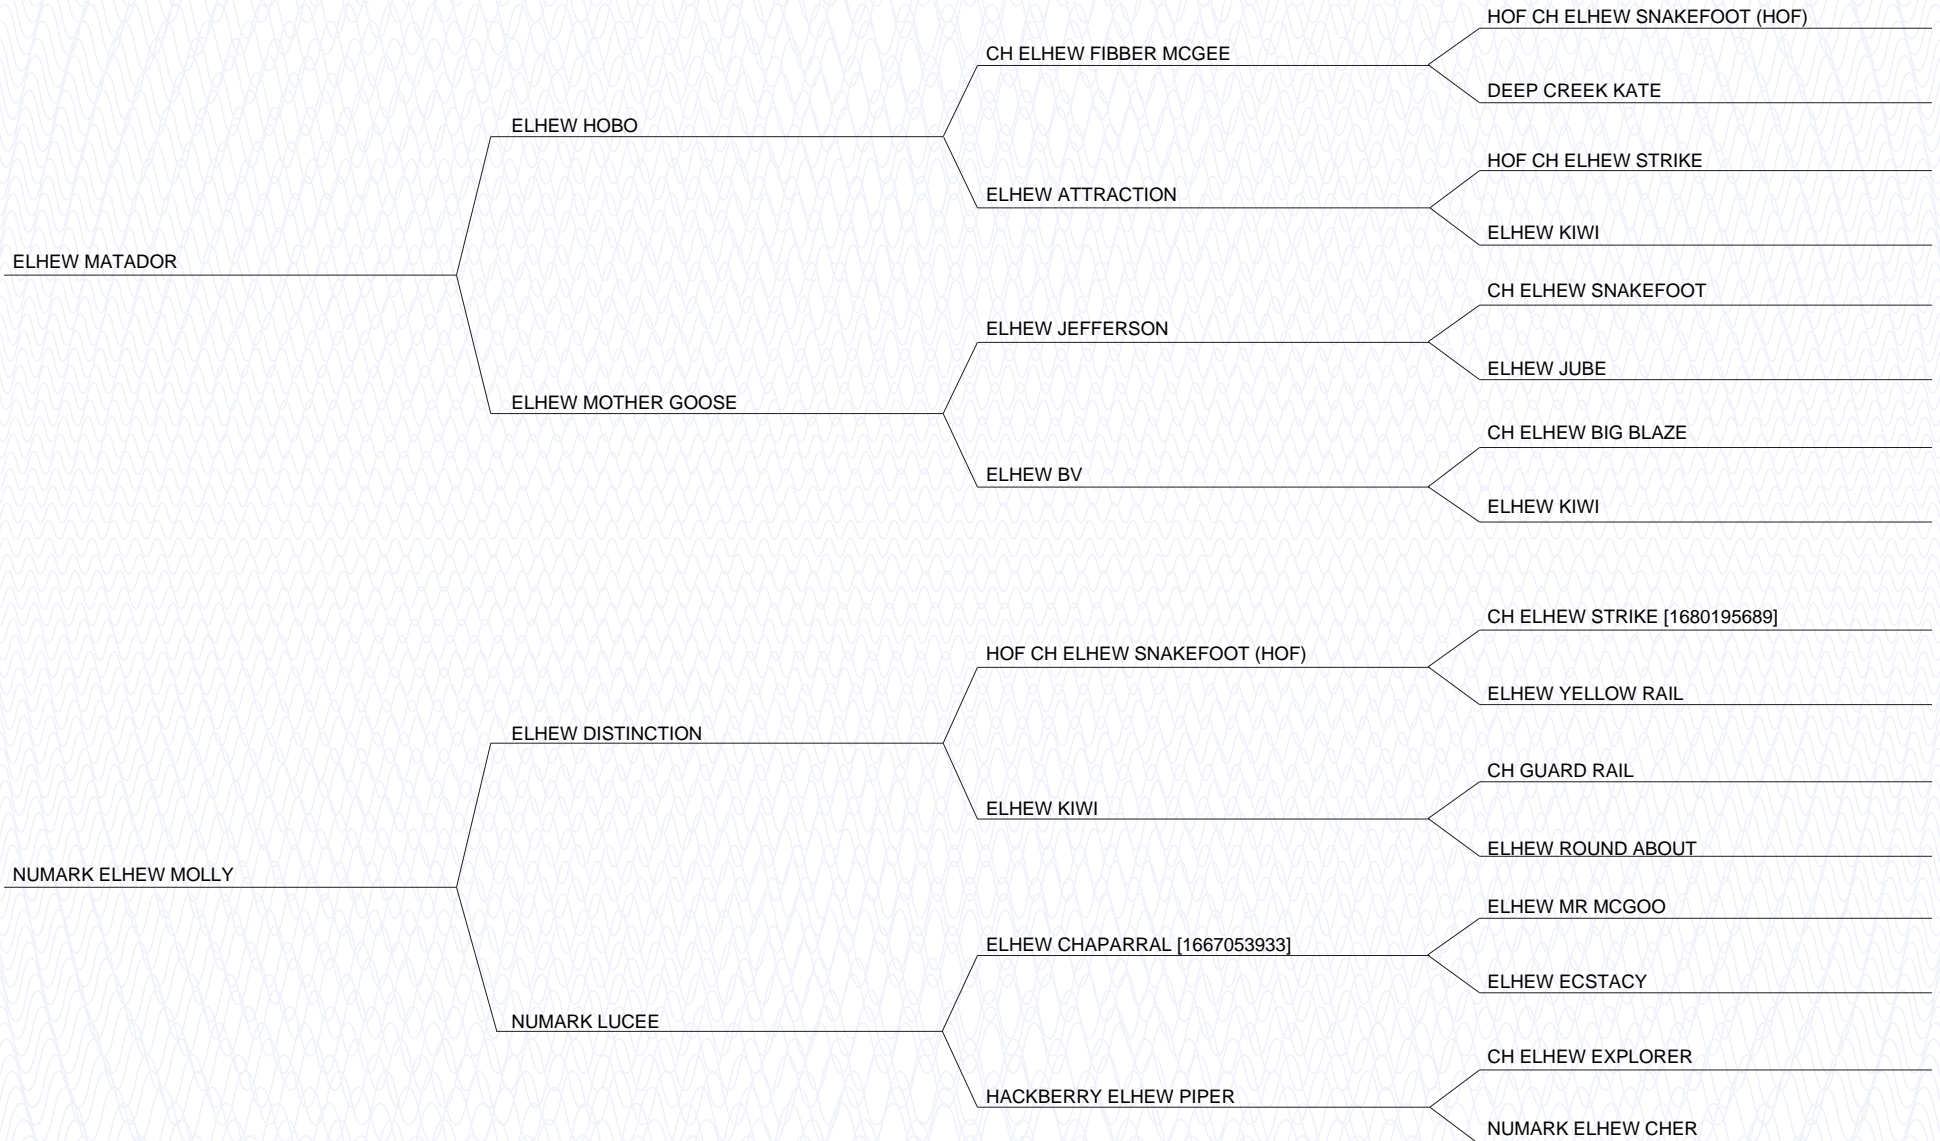 HOF CH ELHEW SNAKEFOOT (HOF)
CH ELHEW FIBBER MCGEE
DEEP CREEK KATE
ELHEW HOBO
HOF CH ELHEW STRIKE
ELHEW ATTRACTION
ELHEW KIWI
ELHEW MATADOR
CH ELHEW SNAKEFOOT
ELHEW JEFFERSON
ELHEW JUBE
ELHEW MOTHER GOOSE
CH ELHEW BIG BLAZE
ELHEW BV
ELHEW KIWI
CH ELHEW STRIKE [1680195689]
HOF CH ELHEW SNAKEFOOT (HOF)
ELHEW YELLOW RAIL
ELHEW DISTINCTION
CH GUARD RAIL
ELHEW KIWI
ELHEW ROUND ABOUT
NUMARK ELHEW MOLLY
ELHEW MR MCGOO
ELHEW CHAPARRAL [1667053933]
ELHEW ECSTACY
NUMARK LUCEE
CH ELHEW EXPLORER
HACKBERRY ELHEW PIPER
NUMARK ELHEW CHER